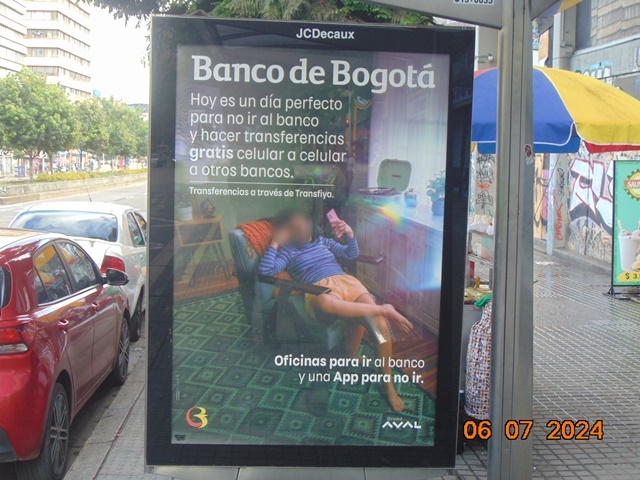 JCDecaux
Banco de Bogotá
Hoy es un día perfecto
para no ir al banco
y hacer transferencias
gratis celular a celular
a otros bancos.
Transferencias a través de Transfiya.
Oficinas para ir al banco
y una App para no ir.
Grupo
AVAL
06 07 2024